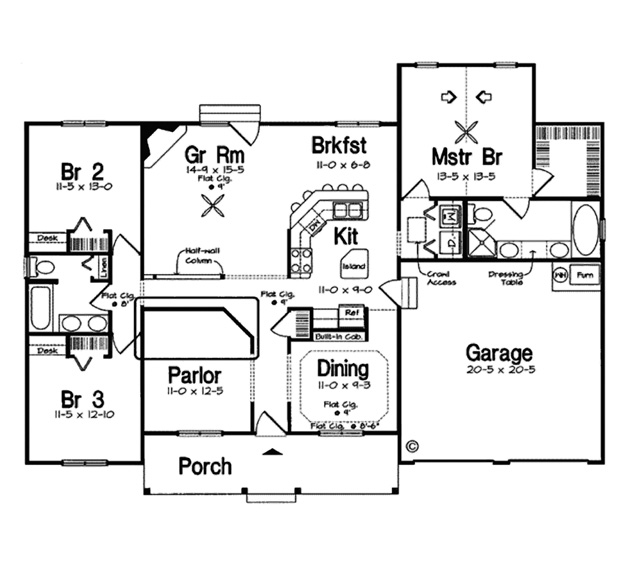 Br 2
11-5 x 13-0
Desk
Gr Rm
14-9 x 15-5
Flat Clg.
9'
Brkfst
11-0 x 6-8
Mstr Br
13-5 x 13-5
DW
Kit
Island
11-0 x 9-0
Half-wall
Column
Linen
Flat Clg.
8'
Flat Clg.
9'
W
D
Crawl
Access
Dressing
Table
WH
Furn
Ref
Built-In Cab.
Garage
20-5 x 20-5
Desk
Br 3
11-5 x 12-10
Parlor
11-0 x 12-5
Dining
11-0 x 9-3
Flat Clg.
9'
Flat Clg. 8'-6"
Porch
©